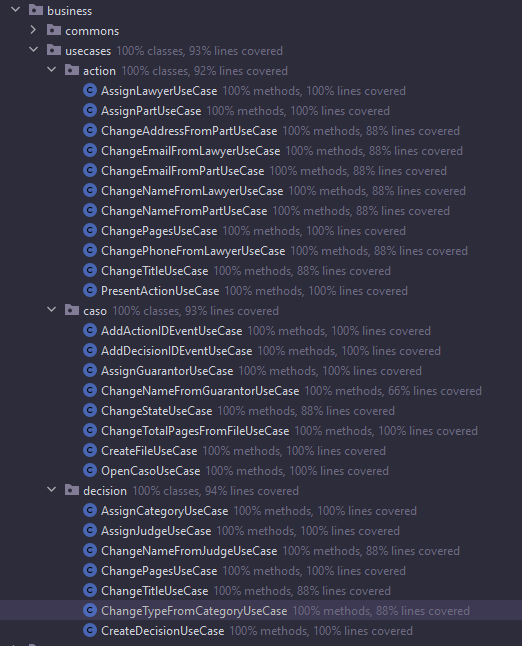 business
commons
usecases 100% classes, 93% lines covered
action 100% classes, 92% lines covered
C AssignLawyerUseCase 100% methods, 100% lines covered
C AssignPartUseCase 100% methods, 100% lines covered
C ChangeAddressFromPartUseCase 100% methods, 88% lines covered
C ChangeEmailFromLawyerUseCase 100% methods, 88% lines covered
C ChangeEmailFromPartUseCase 100% methods, 88% lines covered
C ChangeNameFromLawyerUseCase 100% methods, 88% lines covered
C ChangeNameFromPartUseCase 100% methods, 88% lines covered
C ChangePagesUseCase 100% methods, 100% lines covered
C ChangePhoneFromLawyerUseCase 100% methods, 88% lines covered
C ChangeTitleUseCase 100% methods, 88% lines covered
C PresentActionUseCase 100% methods, 100% lines covered
caso 100% classes, 93% lines covered
C AddActionIDEventUseCase 100% methods, 100% lines covered
C AddDecisionIDEventUseCase 100% methods, 100% lines covered
C AssignGuarantorUseCase 100% methods, 100% lines covered
C ChangeNameFromGuarantorUseCase 100% methods, 66% lines covered
C ChangeStateUseCase 100% methods, 88% lines covered
C ChangeTotalPagesFromFileUseCase 100% methods, 100% lines covered
C CreateFileUseCase 100% methods, 100% lines covered
C OpenCasoUseCase 100% methods, 100% lines covered
decision 100% classes, 94% lines covered
C AssignCategoryUseCase 100% methods, 100% lines covered
C AssignJudgeUseCase 100% methods, 100% lines covered
C ChangeNameFromJudgeUseCase 100% methods, 88% lines covered
C ChangePagesUseCase 100% methods, 100% lines covered
C ChangeTitleUseCase 100% methods, 88% lines covered
C ChangeTypeFromCategoryUseCase 100% methods, 88% lines covered
C CreateDecisionUseCase 100% methods, 100% lines covered